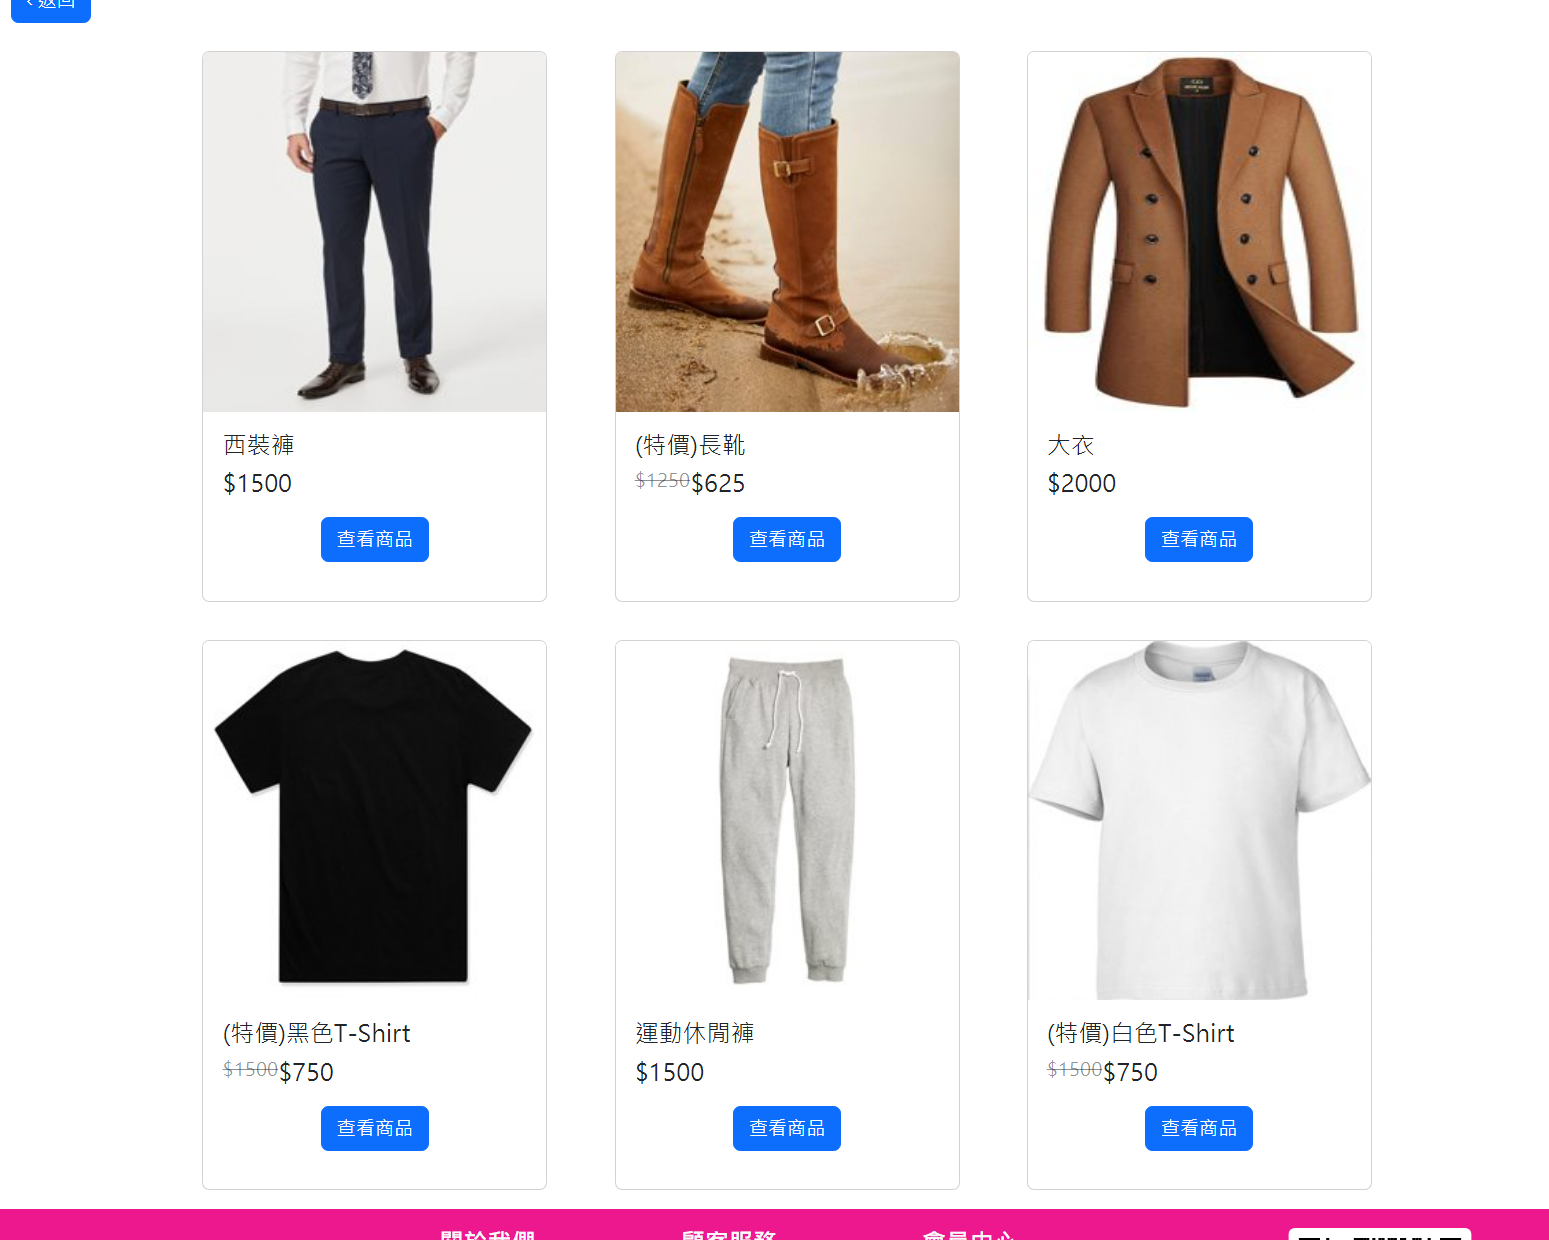 ‹ 返回
西裝褲
$1500
查看商品
(特價)長靴
$1250$625
查看商品
大衣
$2000
查看商品
(特價)黑色T-Shirt
$1500$750
查看商品
運動休閒褲
$1500
查看商品
(特價)白色T-Shirt
$1500$750
查看商品
關於我們
顧客服務
會員中心